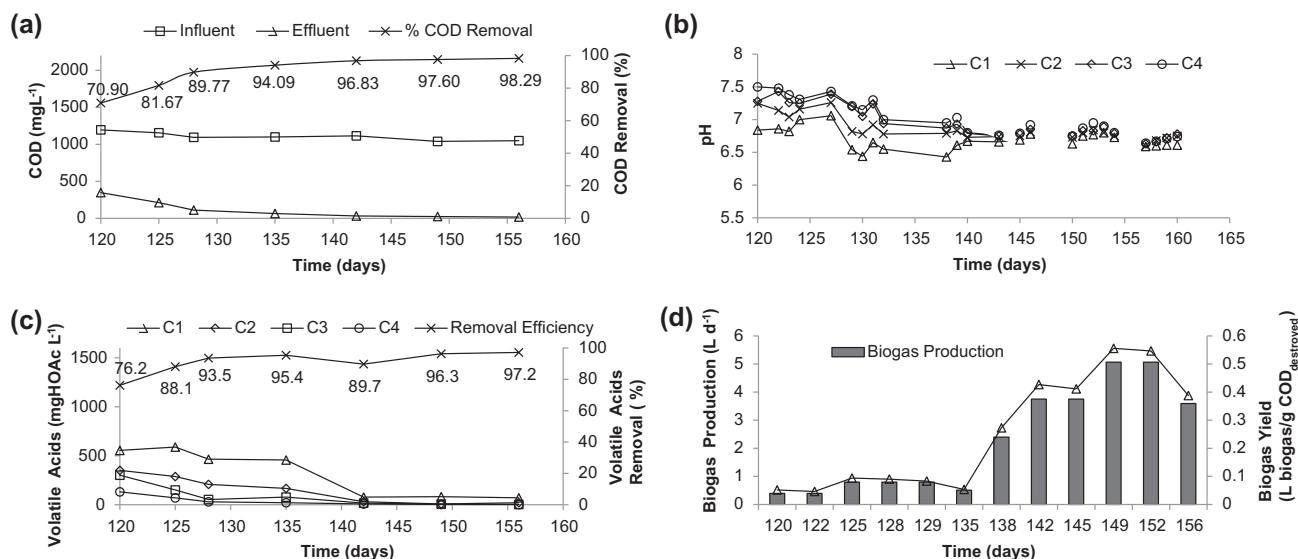 (a)
Influent Effluent % COD Removal
COD (mgL-1)
2000
1500
1000
500
0
70.90 81.67 89.77 94.09 96.83 97.60 98.29
100
80
60
40
20
0
COD Removal (%)
120 125 130 135 140 145 150 155 160
Time (days)
(b)
C1 C2 C3 C4
pH
8
7.5
7
6.5
6
5.5
120 125 130 135 140 145 150 155 160 165
Time (days)
(c)
C1 C2 C3 C4 Removal Efficiency
Volatile Acids (mgHOAc L-1)
1500
1000
500
0
76.2 88.1 93.5 95.4 89.7 96.3 97.2
100
80
60
40
20
0
Volatile Acids
Removal ( %)
120 125 130 135 140 145 150 155 160
Time (days)
(d)
Biogas Production
Biogas Production (L d-1)
6
5
4
3
2
1
0
0.6
0.5
0.4
0.3
0.2
0.1
0
Biogas Yield
(L biogas/g CODdestroyed)
120 122 125 128 129 135 138 142 145 149 152 156
Time (days)